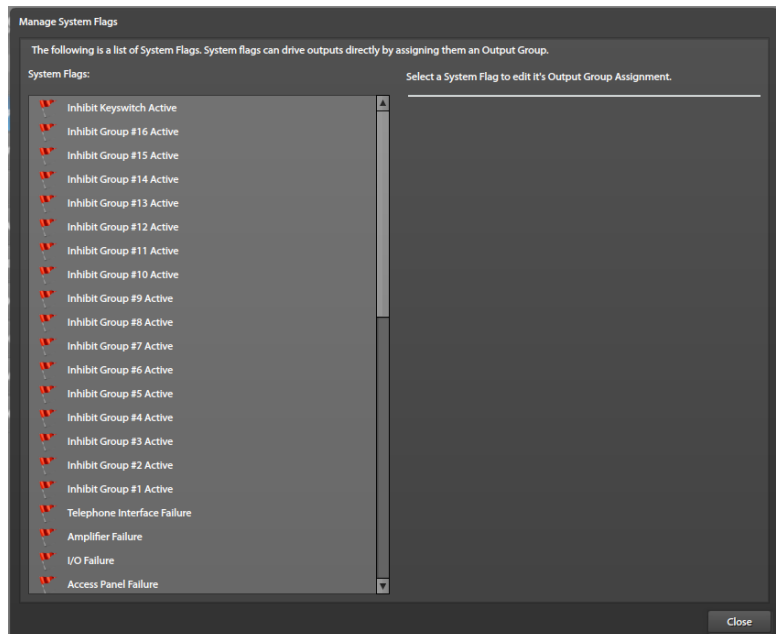 Manage System Flags
The following is a list of System Flags. System flags can drive outputs directly by assigning them an Output Group.
System Flags:
Select a System Flag to edit it's Output Group Assignment.
Inhibit Keyswitch Active
Inhibit Group #16 Active
Inhibit Group #15 Active
Inhibit Group #14 Active
Inhibit Group #13 Active
Inhibit Group #12 Active
Inhibit Group #11 Active
Inhibit Group #10 Active
Inhibit Group #9 Active
Inhibit Group #8 Active
Inhibit Group #7 Active
Inhibit Group #6 Active
Inhibit Group #5 Active
Inhibit Group #4 Active
Inhibit Group #3 Active
Inhibit Group #2 Active
Inhibit Group #1 Active
Telephone Interface Failure
Amplifier Failure
I/O Failure
Access Panel Failure
Close